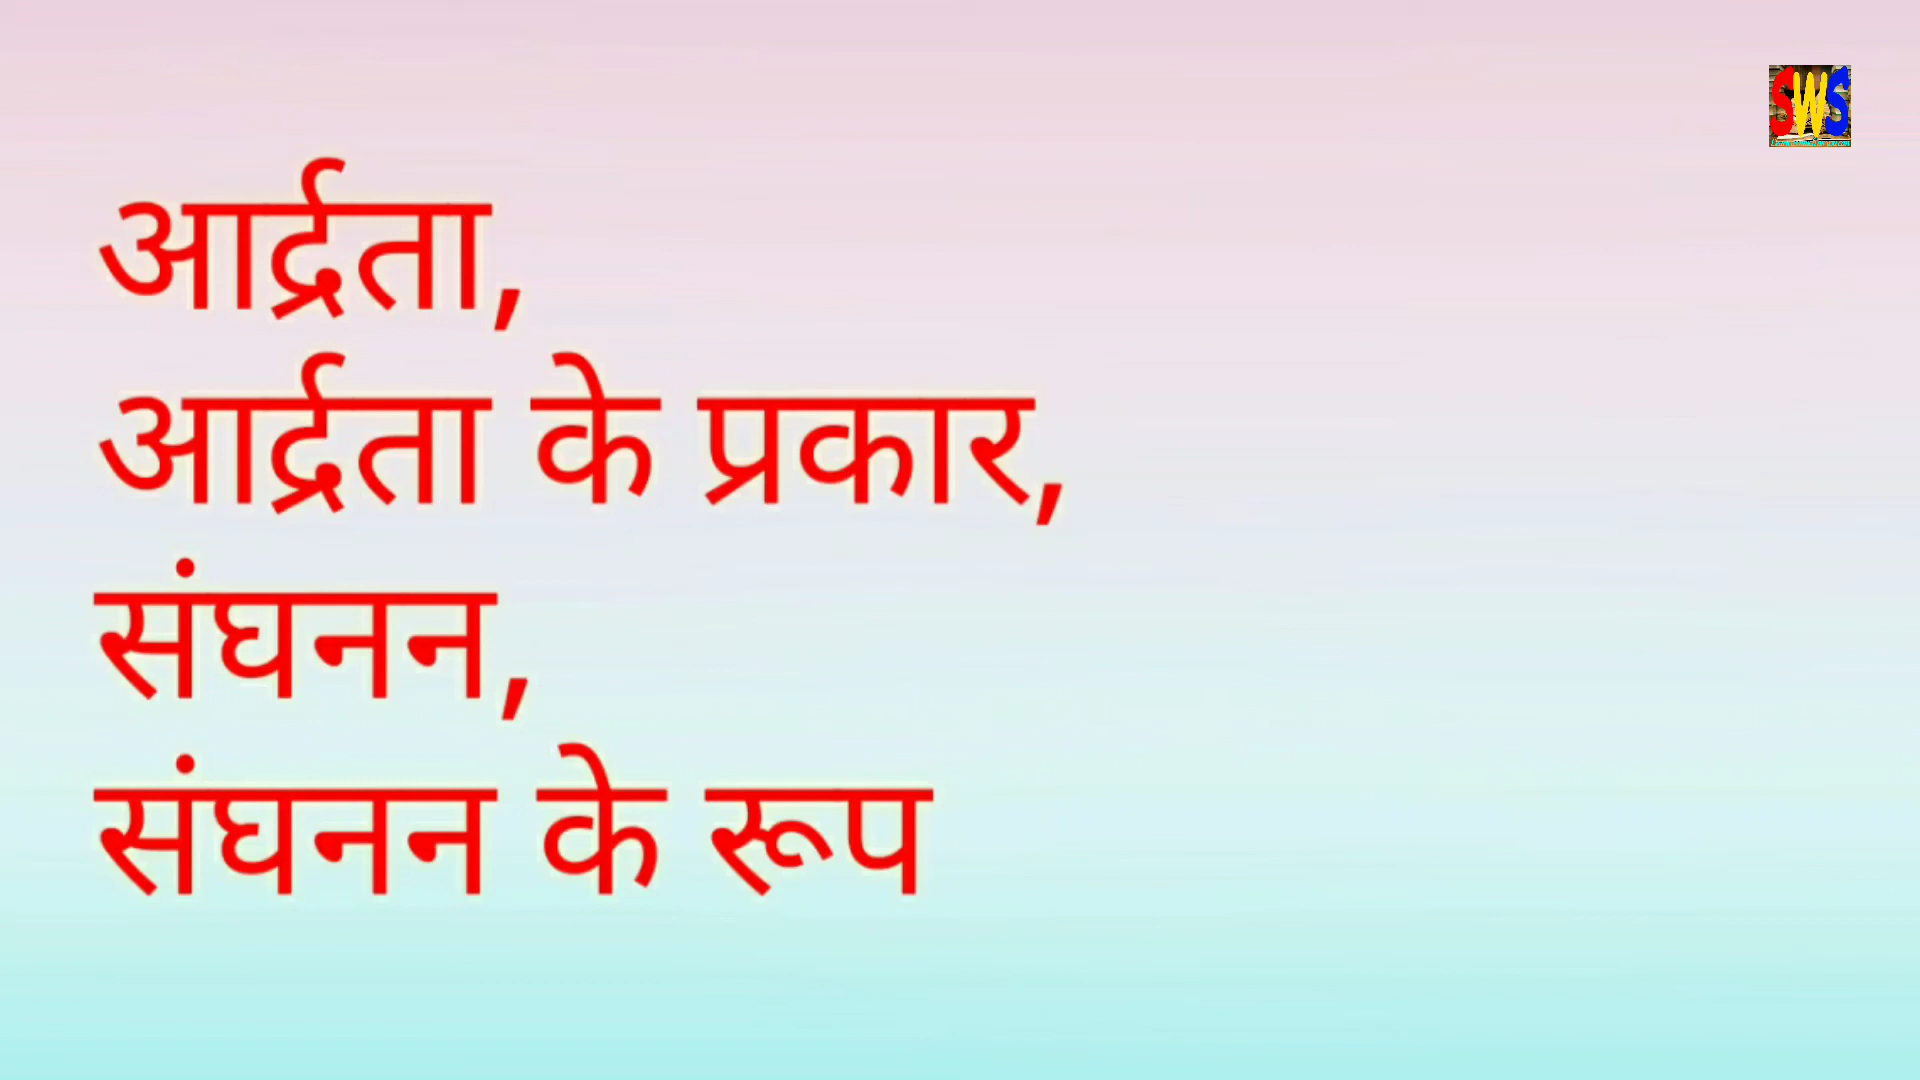 आर्द्रता,
आर्द्रता के प्रकार,
संघनन,
संघनन के रूप
SWS